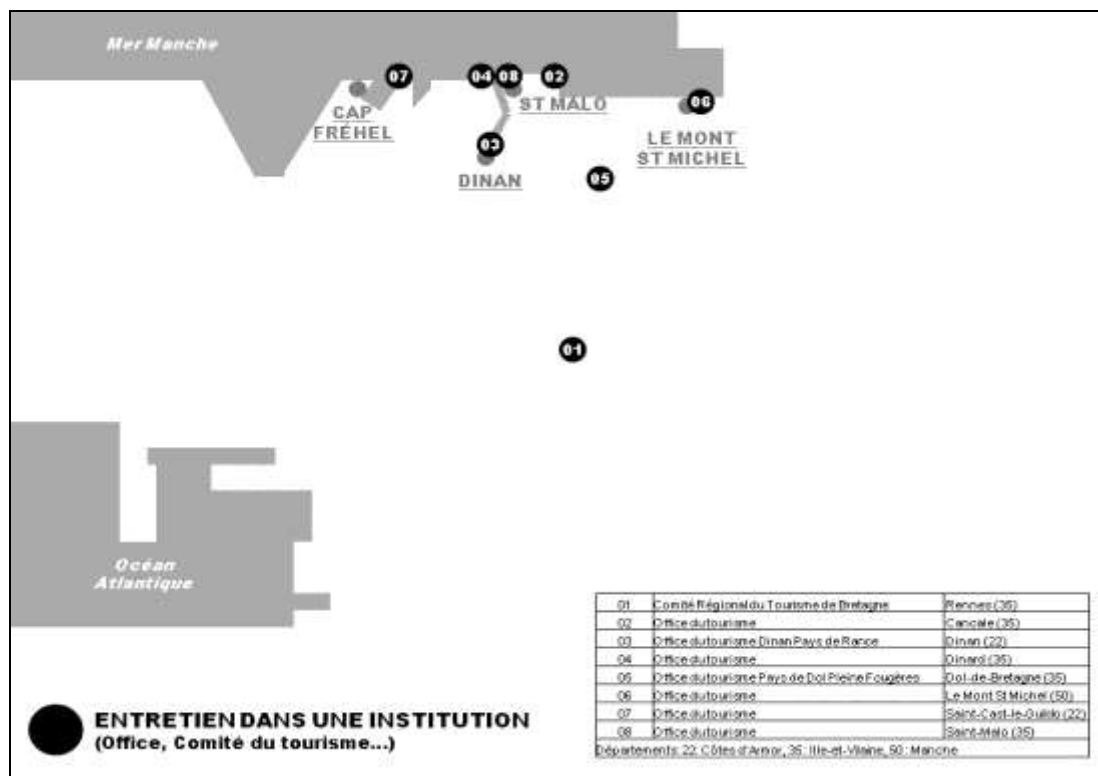 Mer Manche
07
04
08
02
CAP
FRÉHEL
ST MALO
06
03
LE MONT
ST MICHEL
DINAN
05
01
Océan
Atlantique
01 Comité Régional du Tourisme de Bretagne Rennes (35)
02 Office du tourisme Cancale (35)
03 Office du tourisme Dinan Pays de Rance Dinan (22)
04 Office du tourisme Dinard (35)
05 Office du tourisme Pays de Dol Pleine Fougères Dol-de-Bretagne (35)
06 Office du tourisme Le Mont St Michel (50)
07 Office du tourisme Saint-Cast-le-Guildo (22)
08 Office du tourisme Saint-Malo (35)
Départements: 22: Côtes d'Armor, 35: Ille-et-Vilaine, 50: Manche
ENTRETIEN DANS UNE INSTITUTION
(Office, Comité du tourisme...)